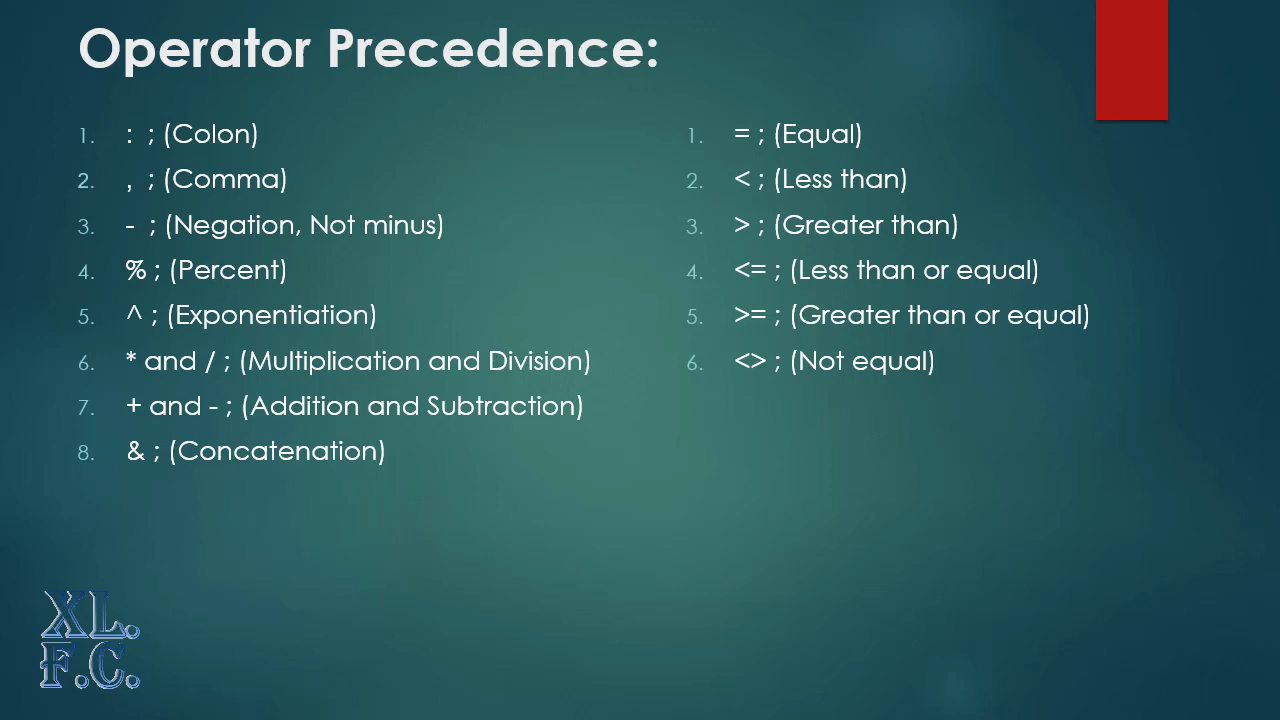 Operator Precedence:
1. : ; (Colon)
2. , ; (Comma)
3. - ; (Negation, Not minus)
4. % ; (Percent)
5. ^ ; (Exponentiation)
6. * and / ; (Multiplication and Division)
7. + and - ; (Addition and Subtraction)
8. & ; (Concatenation)
1. = ; (Equal)
2. < ; (Less than)
3. > ; (Greater than)
4. <= ; (Less than or equal)
5. >= ; (Greater than or equal)
6. <> ; (Not equal)
XL.
F.C.